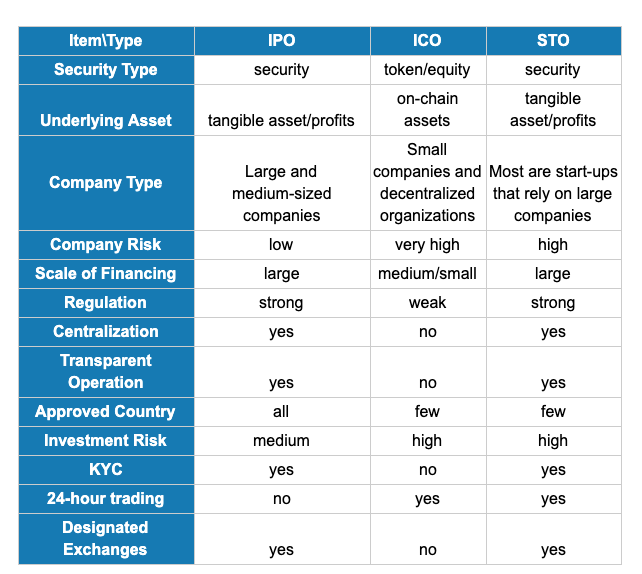 Item\Type IPO ICO STO
Security Type security token/equity security
Underlying Asset tangible asset/profits on-chain assets tangible asset/profits
Company Type Large and medium-sized companies Small companies and decentralized organizations Most are start-ups that rely on large companies
Company Risk low very high high
Scale of Financing large medium/small large
Regulation strong weak strong
Centralization yes no yes
Transparent Operation yes no yes
Approved Country all few few
Investment Risk medium high high
KYC yes no yes
24-hour trading no yes yes
Designated Exchanges yes no yes